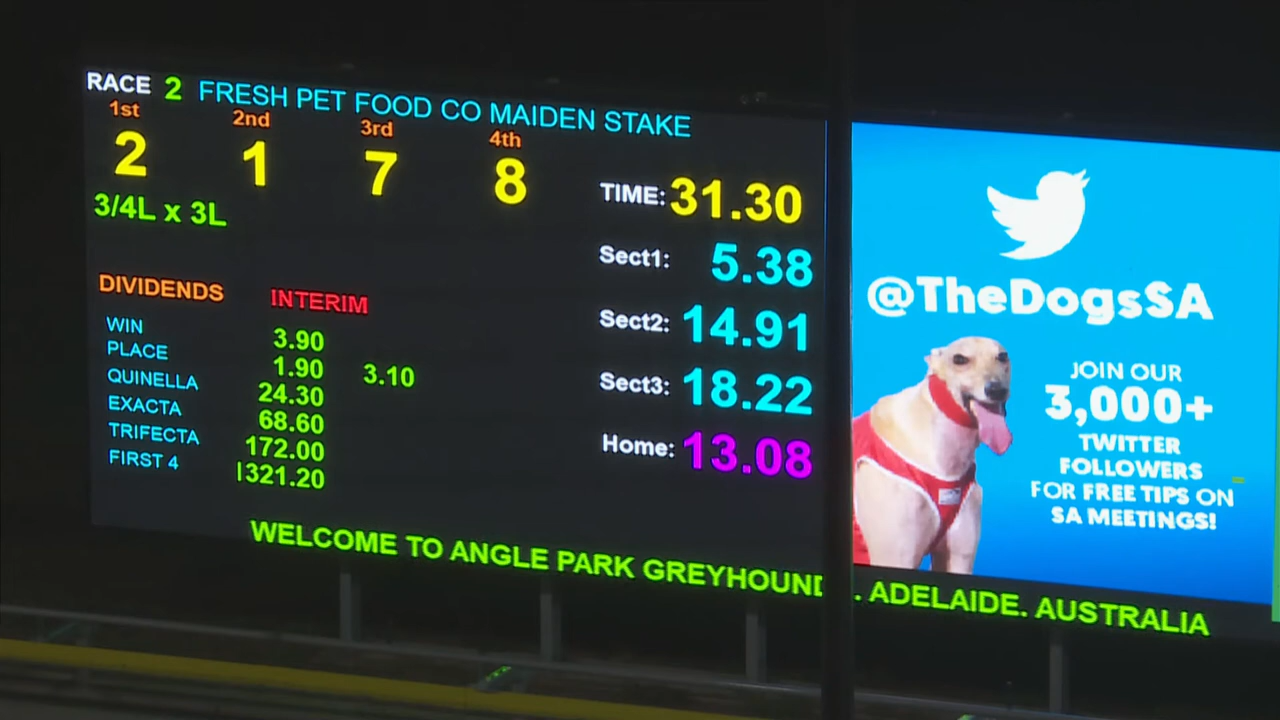 RACE 2 FRESH PET FOOD CO MAIDEN STAKE
1st 2nd 3rd 4th
2 1 7 8
3/4L x 3L
TIME: 31.30
Sect1: 5.38
Sect2: 14.91
Sect3: 18.22
Home: 13.08
DIVIDENDS INTERIM
WIN 3.90
PLACE 1.90 3.10
QUINELLA 24.30
EXACTA 68.60
TRIFECTA 172.00
FIRST 4 1321.20
@TheDogsSA
JOIN OUR
3,000+
TWITTER
FOLLOWERS
FOR FREE TIPS ON
SA MEETINGS!
WELCOME TO ANGLE PARK GREYHOUND . ADELAIDE. AUSTRALIA